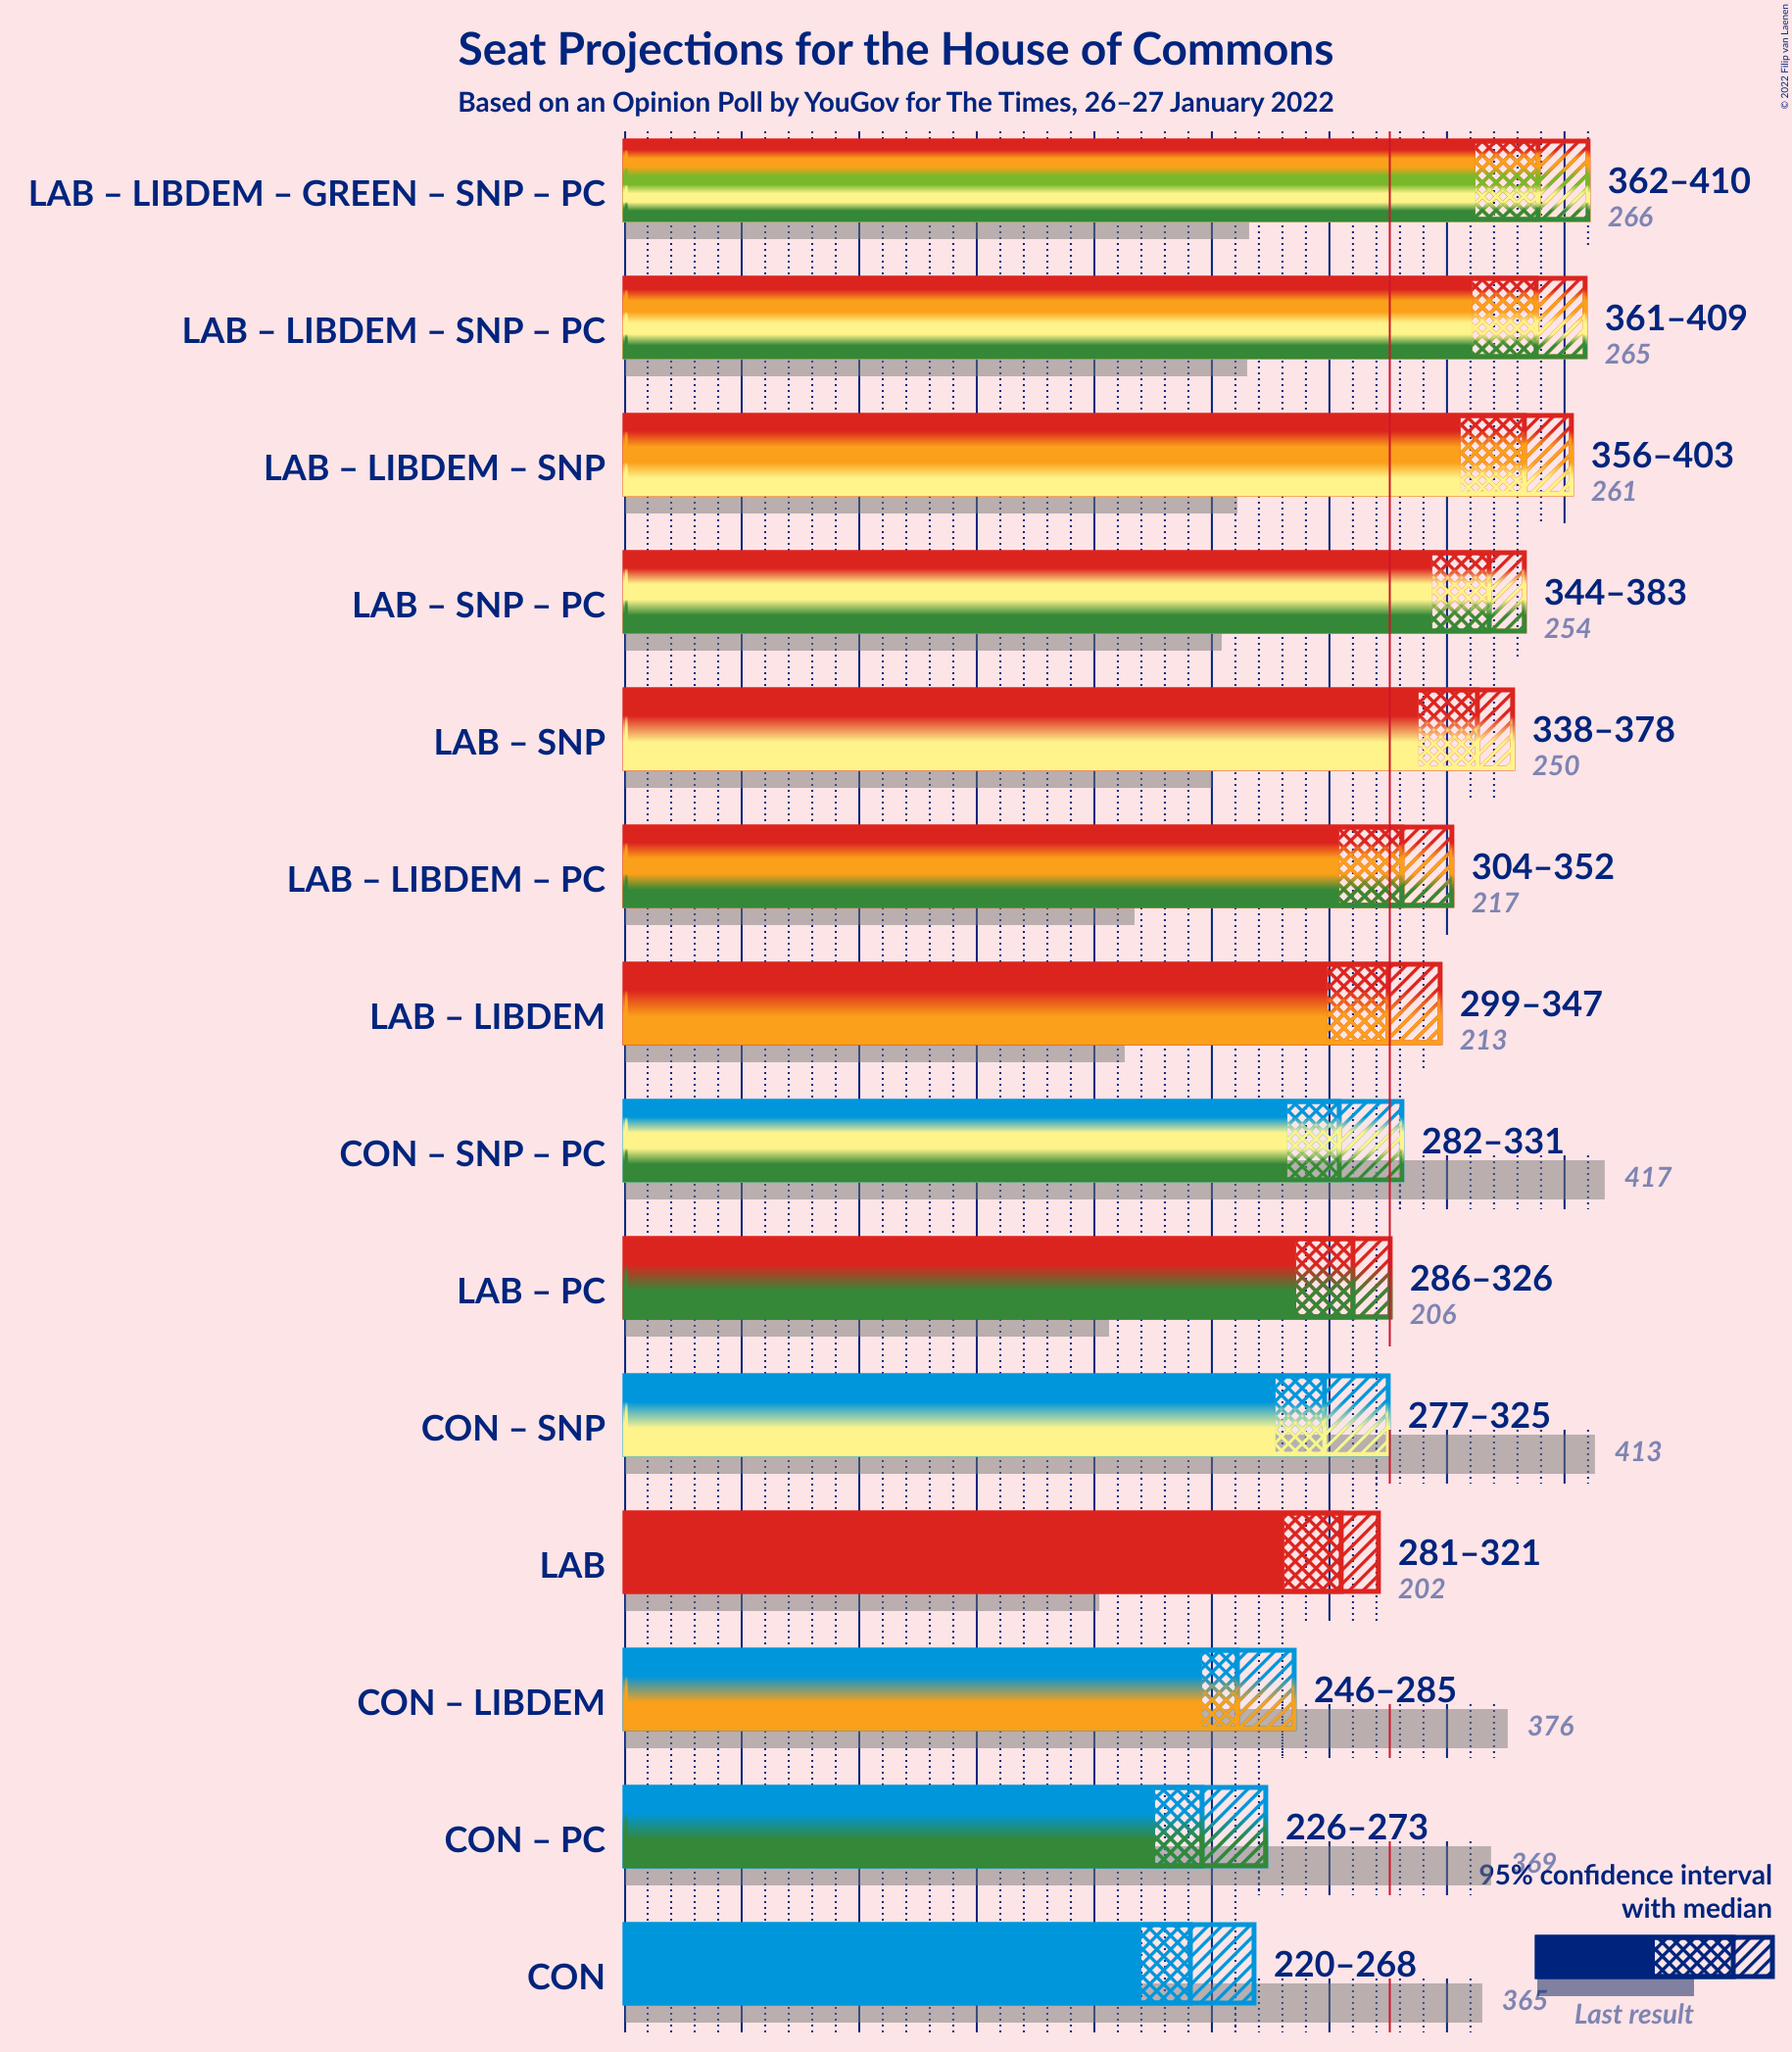 Seat Projections for the House of Commons
Based on an Opinion Poll by YouGov for The Times, 26–27 January 2022
© 2022 Filip van Laenen
LAB – LIBDEM – GREEN – SNP – PC
362–410
266
LAB – LIBDEM – SNP – PC
361–409
265
LAB – LIBDEM – SNP
356–403
261
LAB – SNP – PC
344–383
254
LAB – SNP
338–378
250
LAB – LIBDEM – PC
304–352
217
LAB – LIBDEM
299–347
213
CON – SNP – PC
282–331
417
LAB – PC
286–326
206
CON – SNP
277–325
413
LAB
281–321
202
CON – LIBDEM
246–285
376
CON – PC
226–273
369
CON
220–268
365
95% confidence interval
with median
Last result